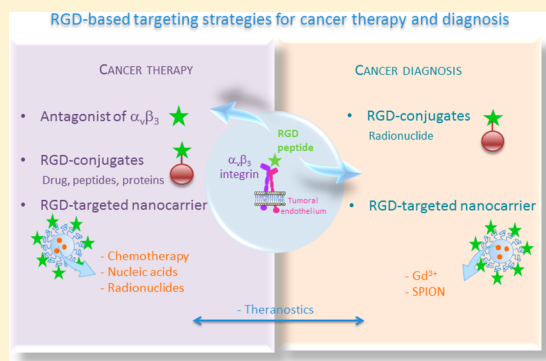 RGD-based targeting strategies for cancer therapy and diagnosis
CANCER THERAPY
• Antagonist of αvβ3
• RGD-conjugates
Drug, peptides, proteins
• RGD-targeted nanocarrier
- Chemotherapy
- Nucleic acids
- Radionuclides
RGD
peptide
αvβ3
integrin
Tumoral
endothelium
CANCER DIAGNOSIS
• RGD-conjugates
Radionuclide
• RGD-targeted nanocarrier
- Gd³⁺
- SPION
- Theranostics